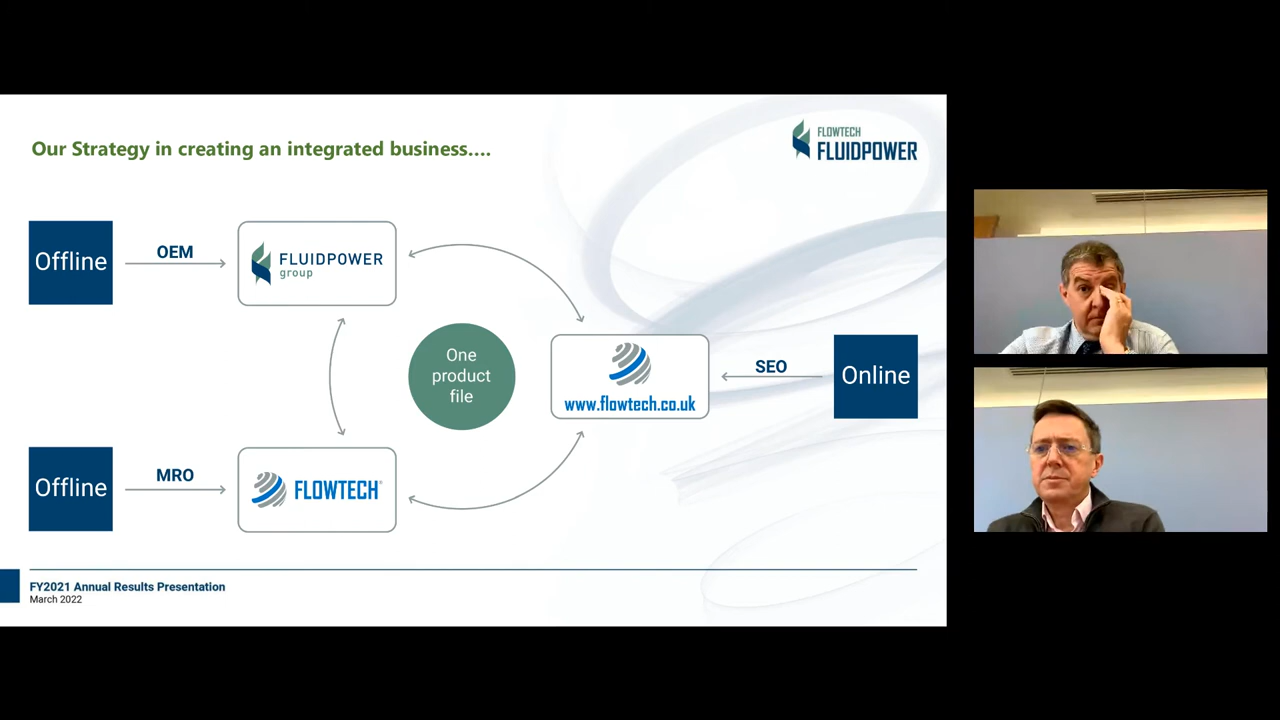 Our Strategy in creating an integrated business....
FLOWTECH
FLUIDPOWER
Offline
OEM
FLUIDPOWER
group
One
product
file
www.flowtech.co.uk
SEO
Online
Offline
MRO
FLOWTECH®
FY2021 Annual Results Presentation
March 2022